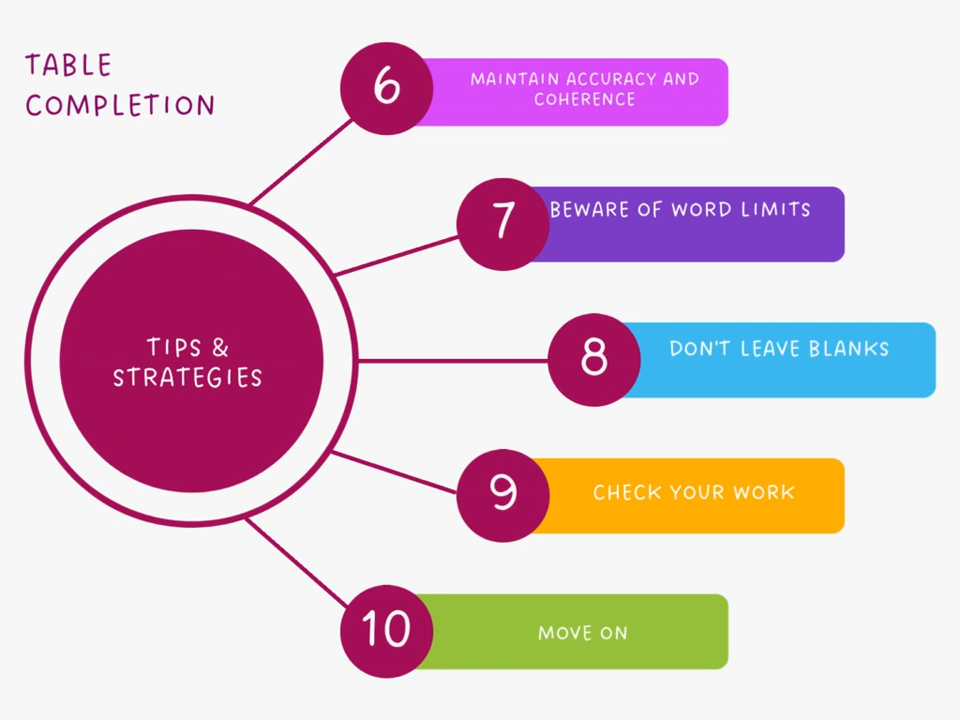 TABLE
COMPLETION
TIPS &
STRATEGIES
6
MAINTAIN ACCURACY AND
COHERENCE
7
BEWARE OF WORD LIMITS
8
DON'T LEAVE BLANKS
9
CHECK YOUR WORK
10
MOVE ON